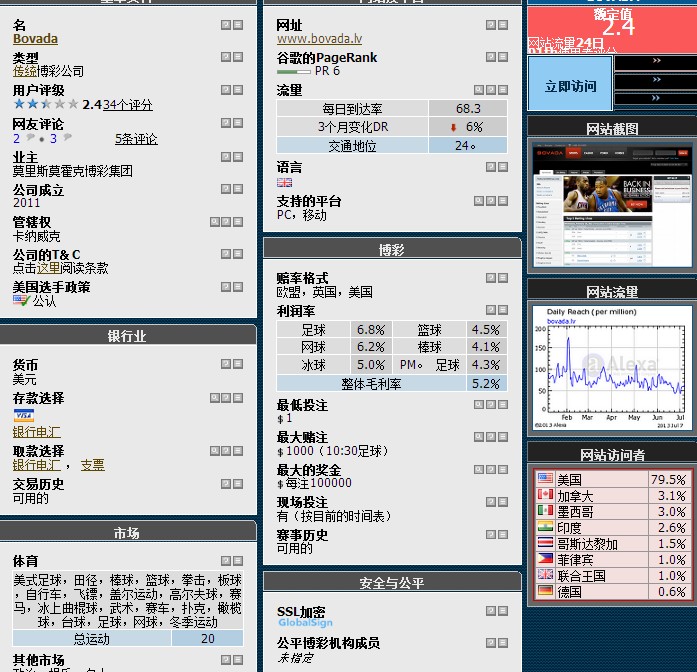 名
Bovada
类型
传统博彩公司
用户评级
2.4 34个评分
网友评论
2 • 3 5条评论
业主
莫里斯莫霍克博彩集团
公司成立
2011
管辖权
卡纳威克
公司的T& C
点击这里阅读条款
美国选手政策
公认
银行业
货币
美元
存款选择
VISA
银行电汇
取款选择
银行电汇 ， 支票
交易历史
可用的
市场
体育
美式足球，田径，棒球，篮球，拳击，板球
，自行车，飞镖，盖尔运动，高尔夫球，赛
马，冰上曲棍球，武术，赛车，扑克，橄榄
球，台球，足球，网球，冬季运动
总运动 20
其他市场
网址
www.bovada.lv
谷歌的PageRank
PR 6
流量
每日到达率 68.3
3个月变化DR 6%
交通地位 24。
语言
支持的平台
PC，移动
博彩
赔率格式
欧盟，英国，美国
利润率
足球 6.8% 篮球 4.5%
网球 6.2% 棒球 4.1%
冰球 5.0% PM。 足球 4.3%
整体毛利率 5.2%
最低投注
$ 1
最大赌注
$ 1000（10:30足球）
最大的奖金
$ 每注100000
现场投注
有（按目前的时间表）
赛事历史
可用的
安全与公平
SSL加密
GlobalSign
公平博彩机构成员
未指定
额定值
2.4
网站流量24日
立即访问
>>
>>
>>
网站截图
BOVADA
BACK IN
BUSINESS
网站流量
Daily Reach (per million)
bovada.lv
200
150
100
50
0
Feb Mar Apr May Jun Jul
Alexa
©2013 Alexa 2013 Jul 7
网站访问者
美国 79.5%
加拿大 3.1%
墨西哥 3.0%
印度 2.6%
哥斯达黎加 1.5%
菲律宾 1.0%
联合王国 1.0%
德国 0.6%